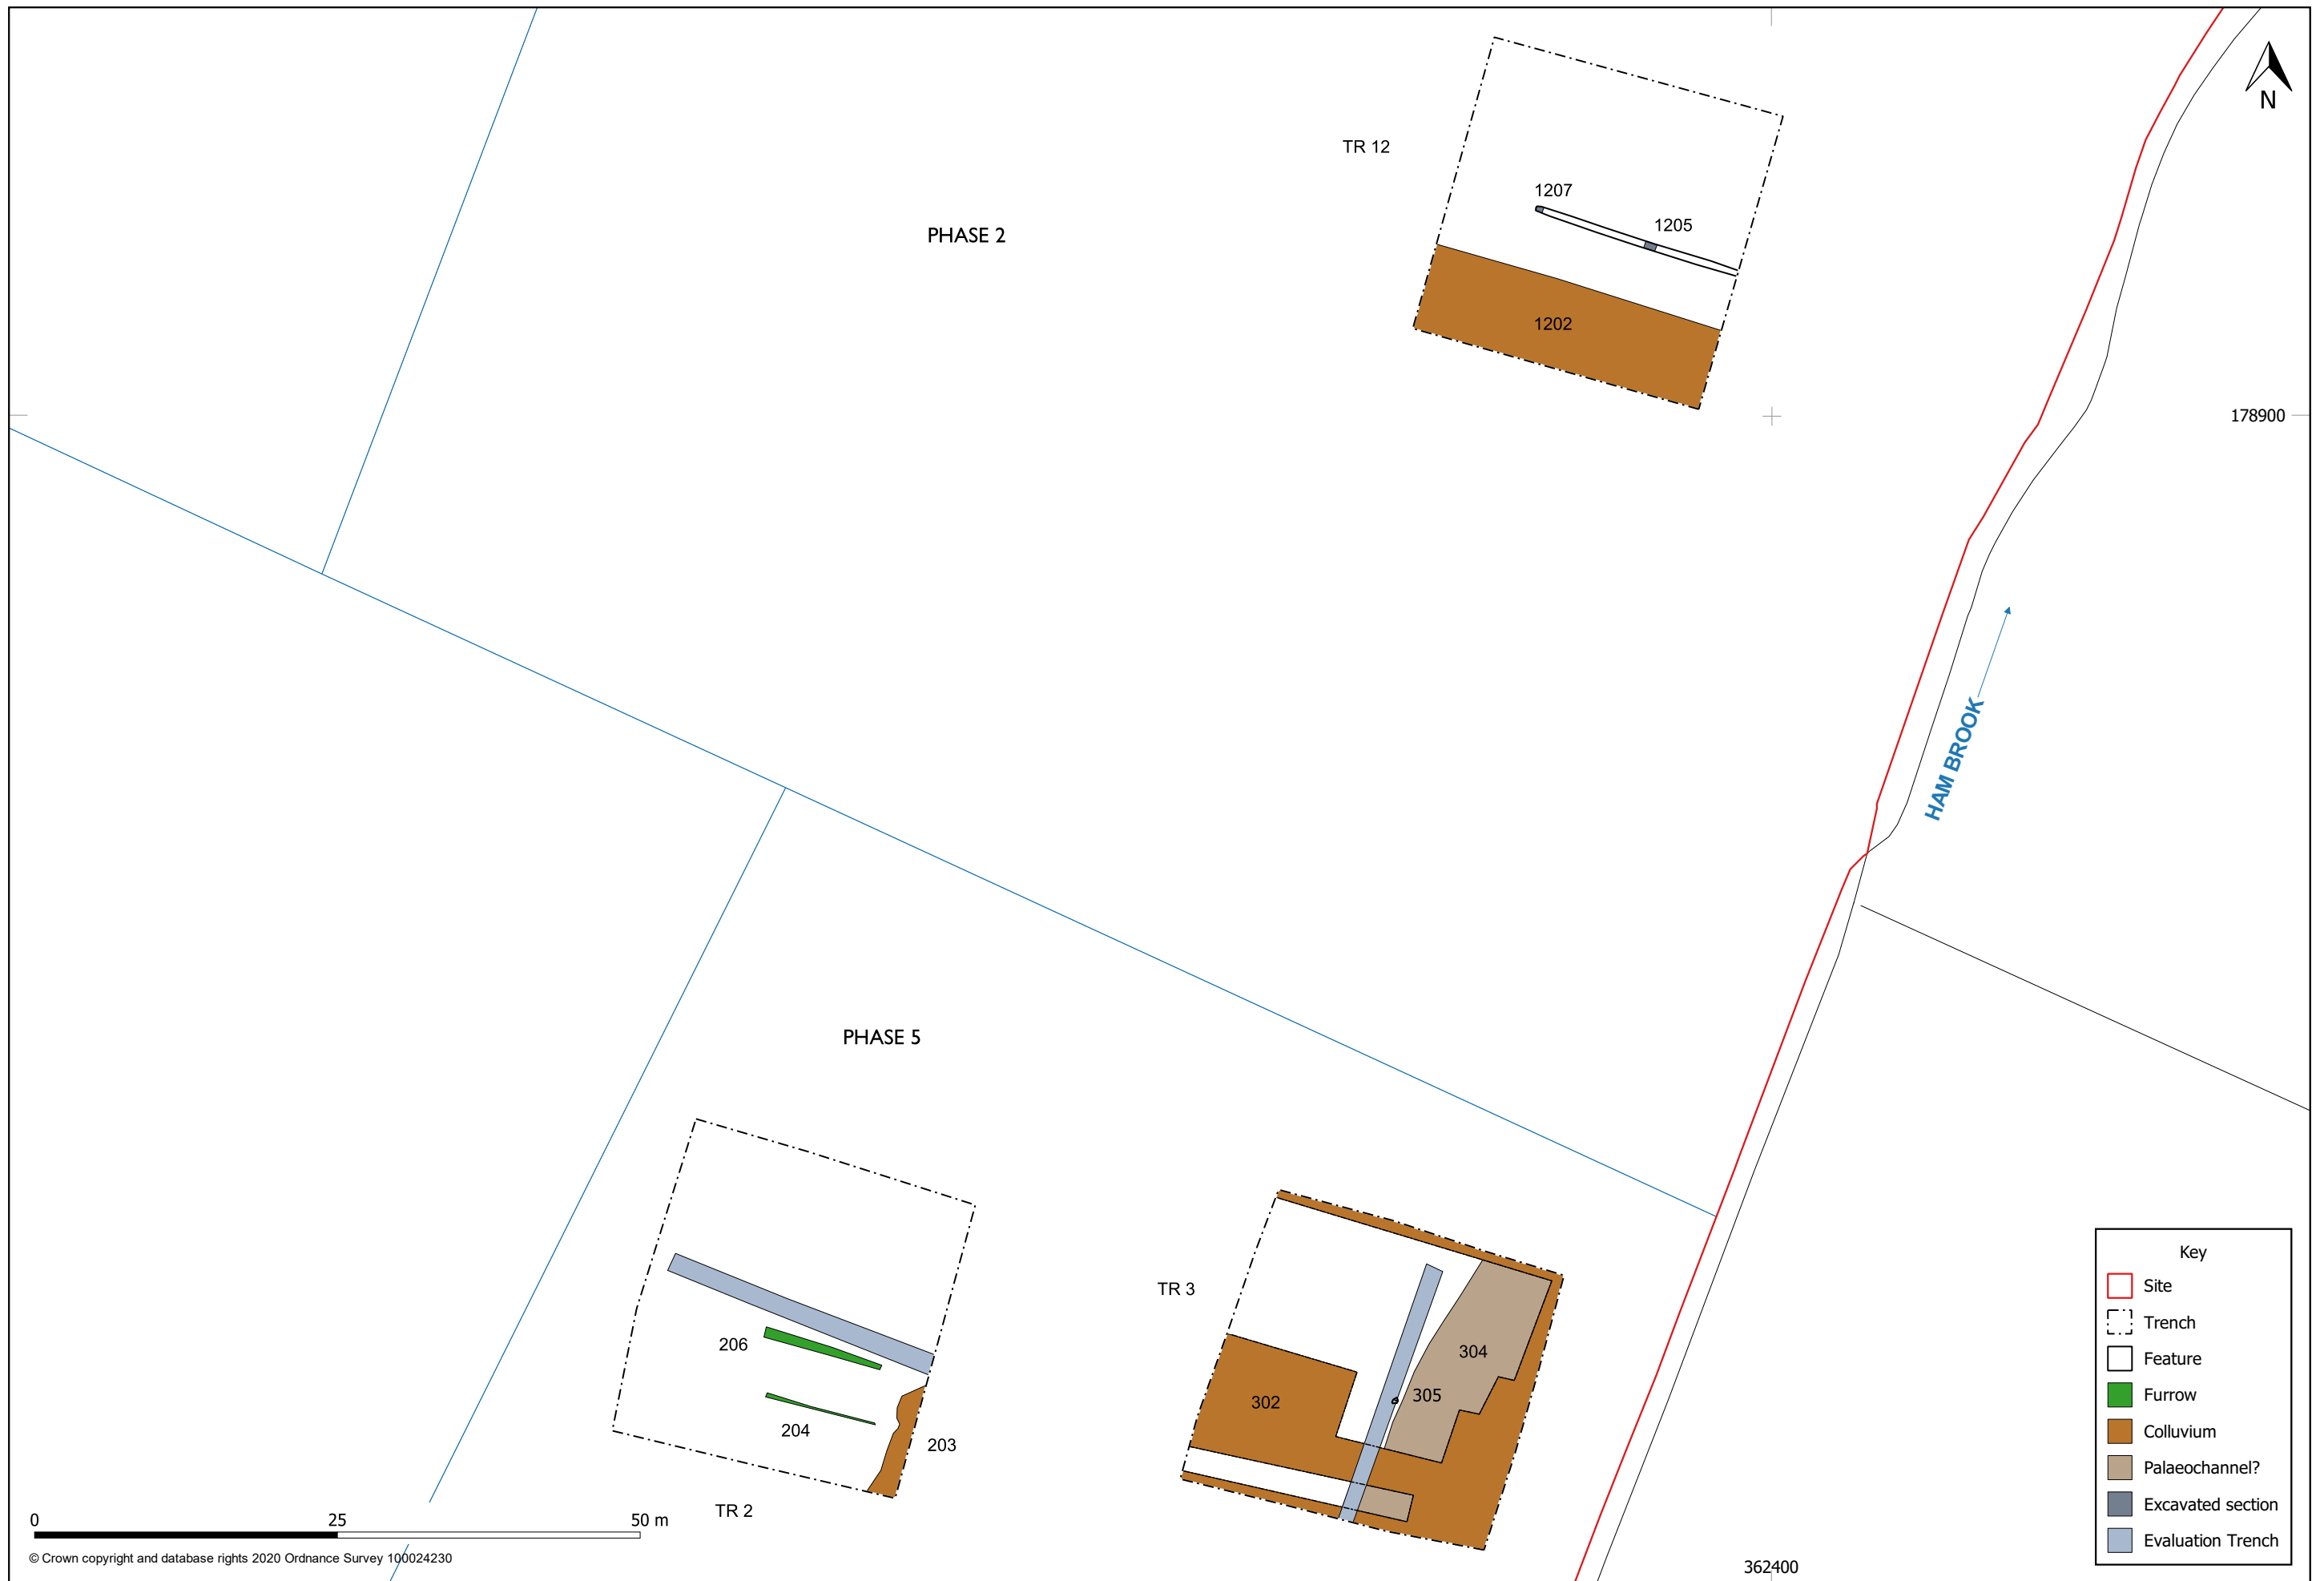 N
TR 12
1207
1205
PHASE 2
1202
178900
HAM BROOK
PHASE 5
206
204
203
TR 2
TR 3
304
305
302
0 25 50 m
© Crown copyright and database rights 2020 Ordnance Survey 100024230
362400
Key
Site
Trench
Feature
Furrow
Colluvium
Palaeochannel?
Excavated section
Evaluation Trench